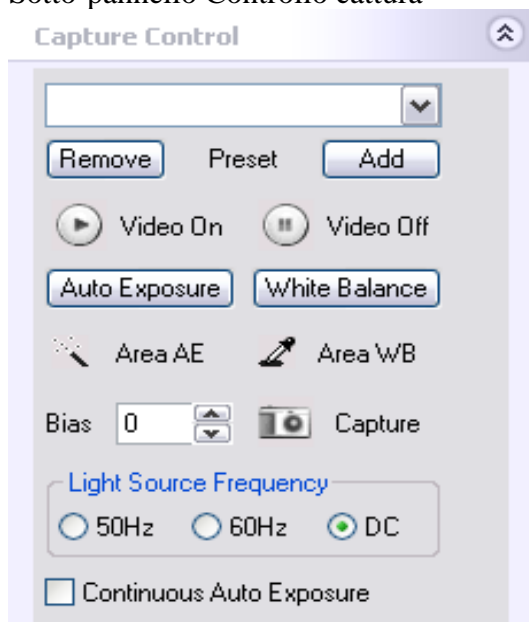 Sotto-pannello Controllo cattura
Capture Control
Remove Preset Add
Video On Video Off
Auto Exposure White Balance
Area AE Area WB
Bias 0 Capture
Light Source Frequency
50Hz 60Hz DC
Continuous Auto Exposure